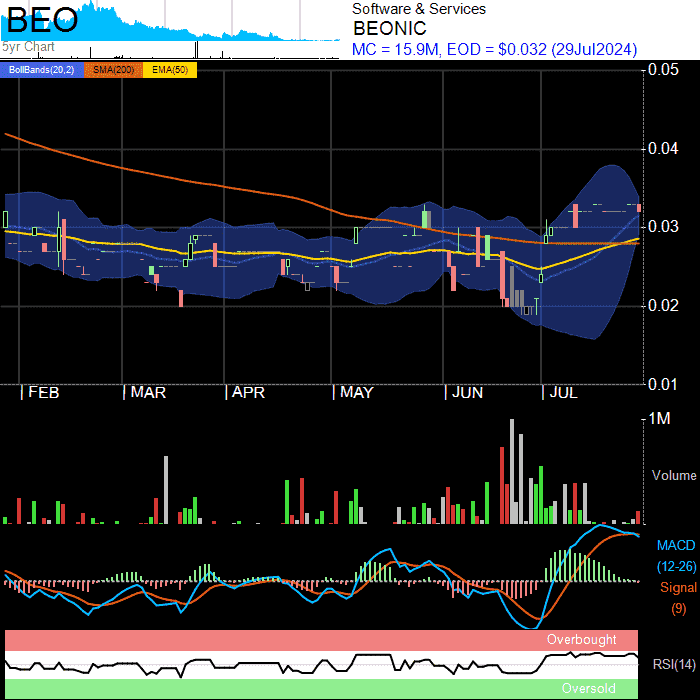 BEO
5yr Chart
Software & Services
BEONIC
MC = 15.9M, EOD = $0.032 (29Jul2024)
BollBands(20,2) SMA(200) EMA(50)
0.05
0.04
0.03
0.02
0.01
FEB MAR APR MAY JUN JUL
1M
Volume
MACD
(12-26)
Signal
(9)
Overbought
RSI(14)
Oversold